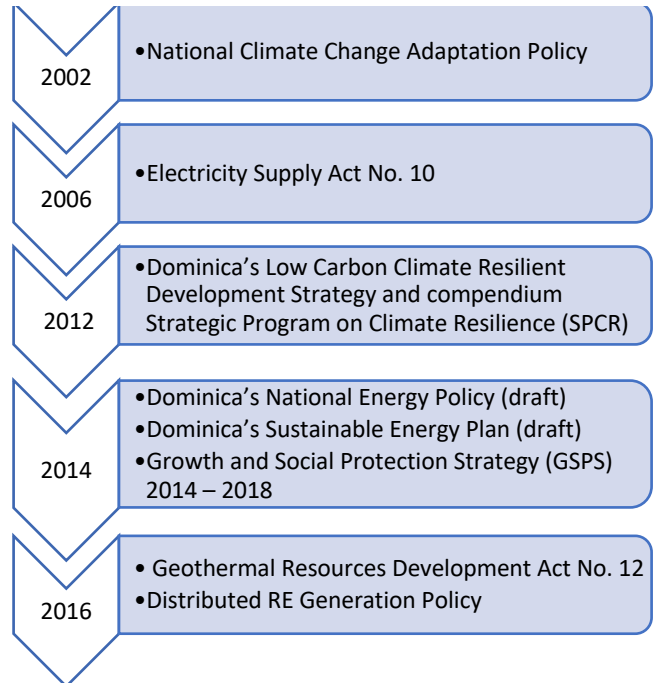 2002
•National Climate Change Adaptation Policy
2006
•Electricity Supply Act No. 10
2012
•Dominica's Low Carbon Climate Resilient
Development Strategy and compendium
Strategic Program on Climate Resilience (SPCR)
2014
•Dominica's National Energy Policy (draft)
•Dominica's Sustainable Energy Plan (draft)
•Growth and Social Protection Strategy (GSPS)
2014 – 2018
2016
• Geothermal Resources Development Act No. 12
•Distributed RE Generation Policy